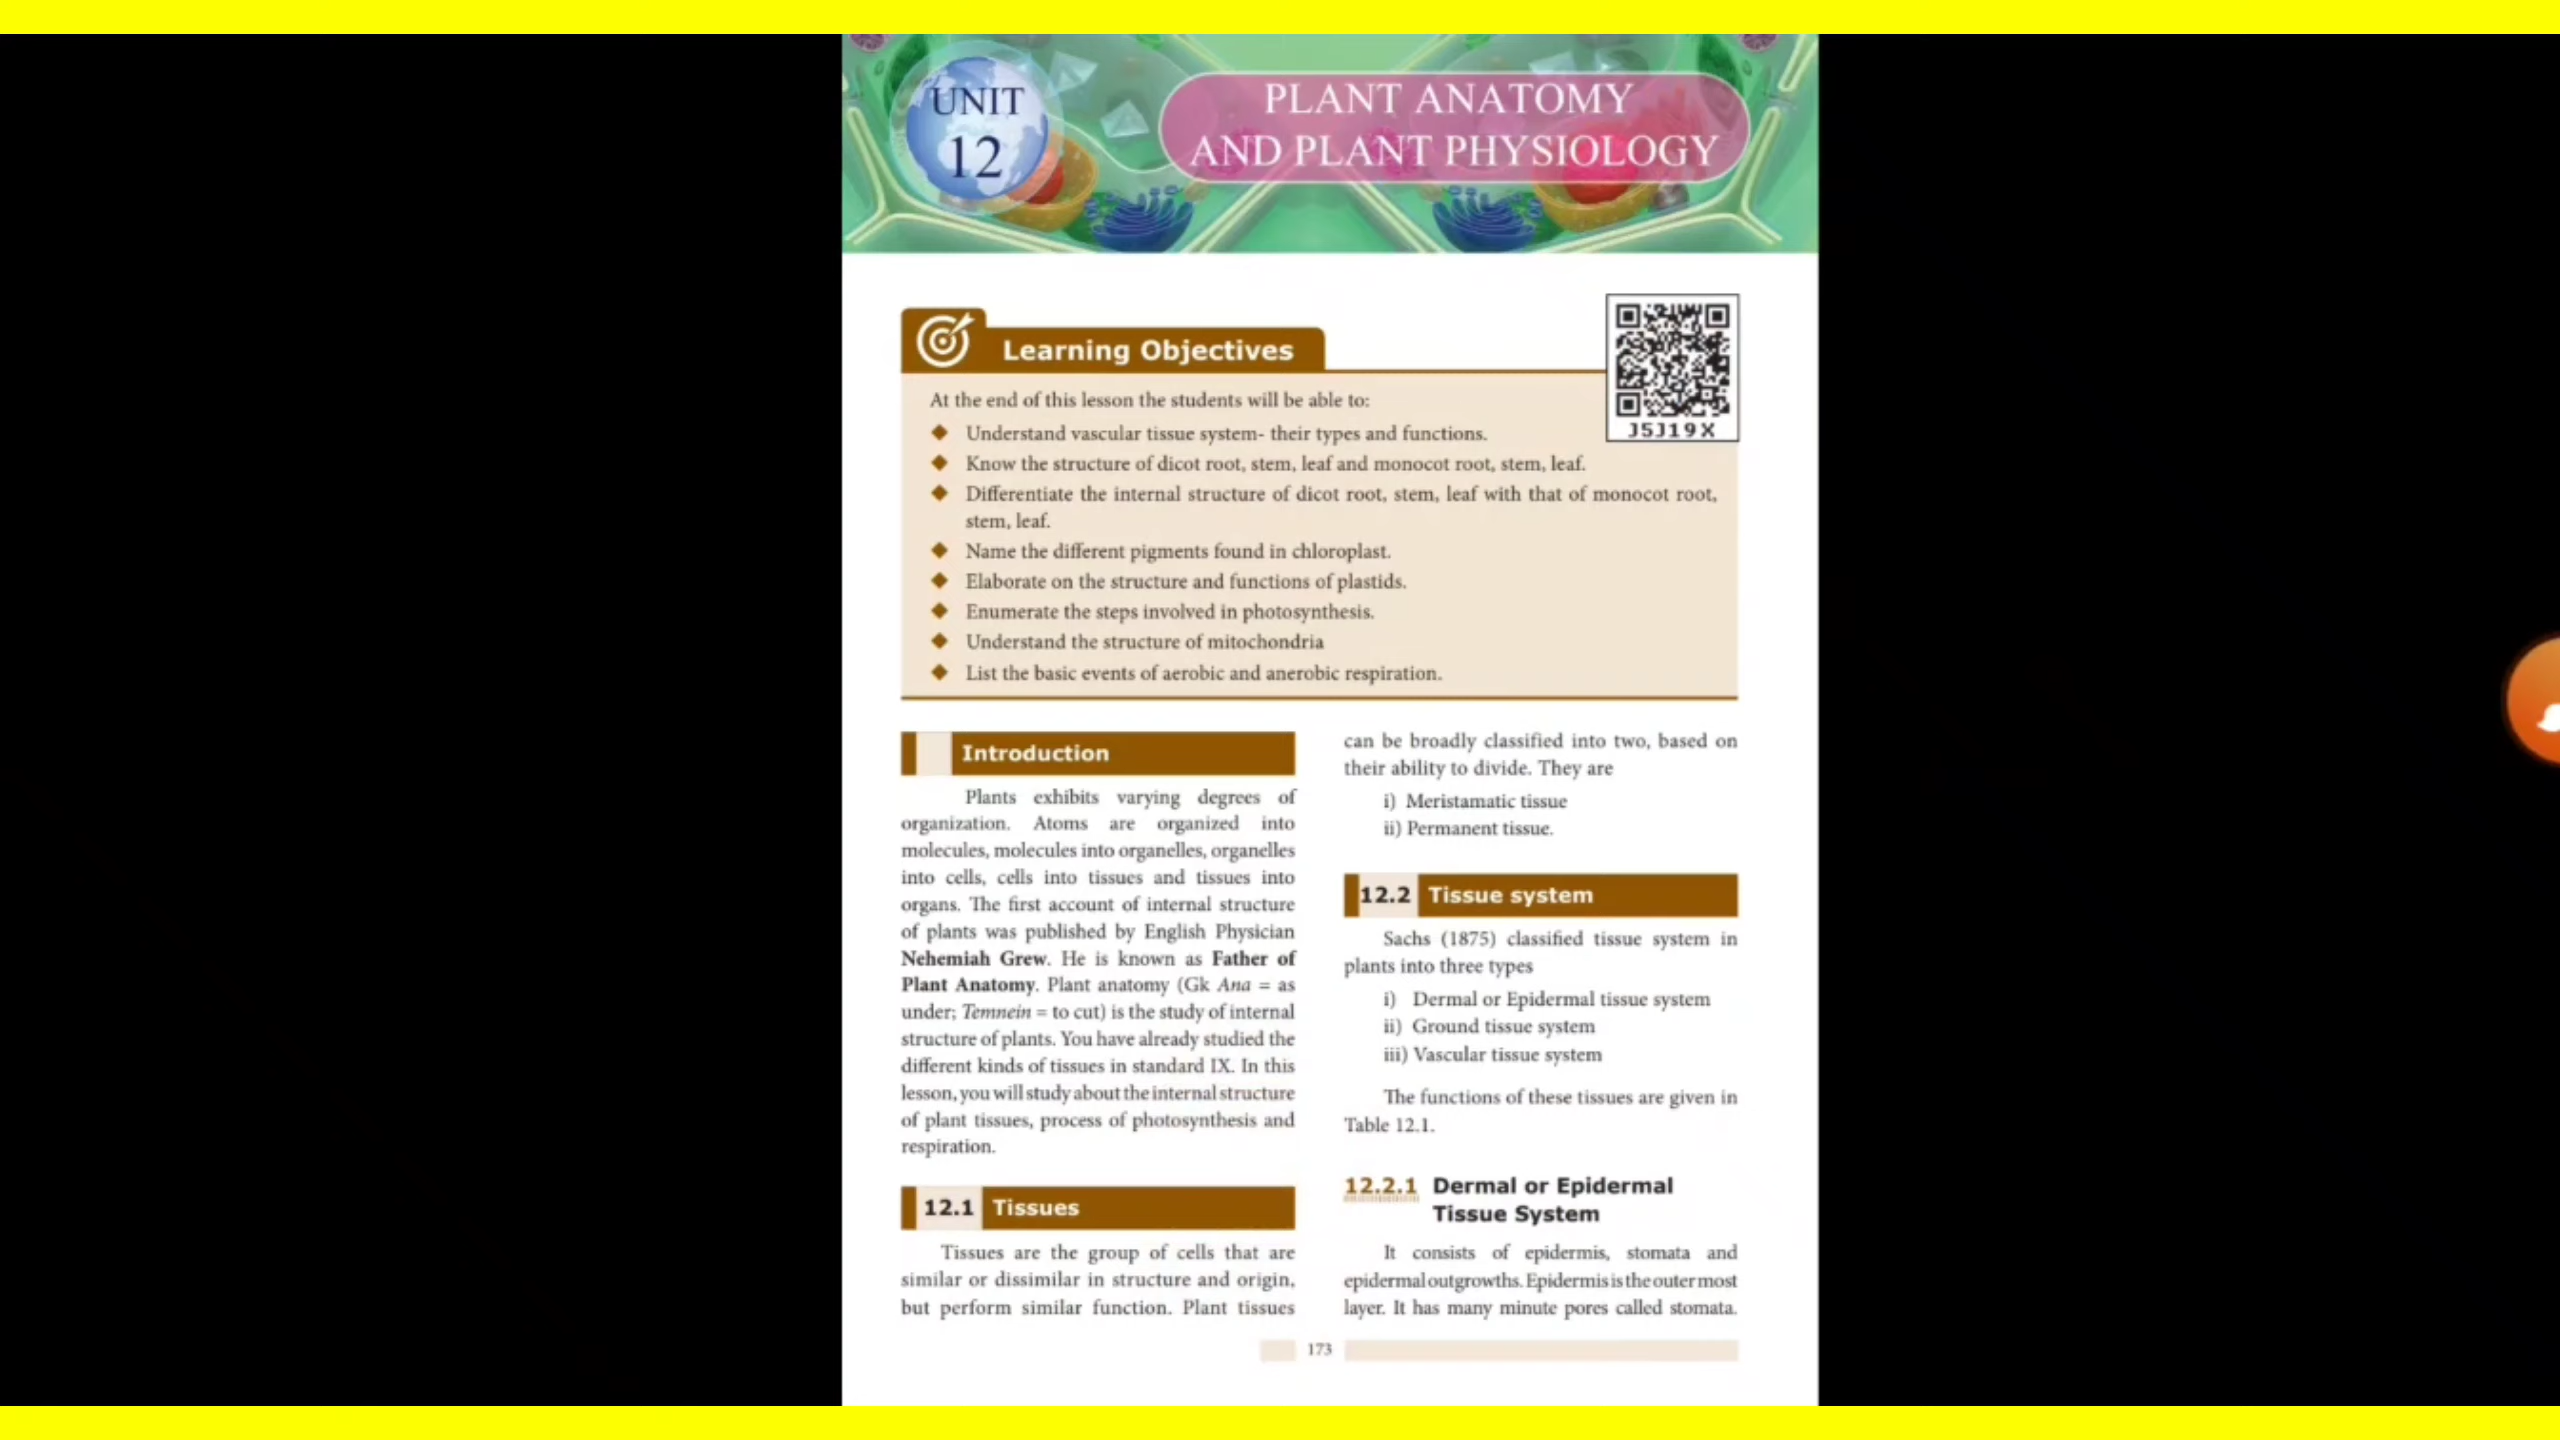 UNIT
12
PLANT ANATOMY
AND PLANT PHYSIOLOGY
Learning Objectives
J5J19X
At the end of this lesson the students will be able to:
◆ Understand vascular tissue system- their types and functions.
◆ Know the structure of dicot root, stem, leaf and monocot root, stem, leaf.
◆ Differentiate the internal structure of dicot root, stem, leaf with that of monocot root,
stem, leaf.
◆ Name the different pigments found in chloroplast.
◆ Elaborate on the structure and functions of plastids.
◆ Enumerate the steps involved in photosynthesis.
◆ Understand the structure of mitochondria
◆ List the basic events of aerobic and anerobic respiration.
Introduction
Plants exhibits varying degrees of
organization. Atoms are organized into
molecules, molecules into organelles, organelles
into cells, cells into tissues and tissues into
organs. The first account of internal structure
of plants was published by English Physician
Nehemiah Grew. He is known as Father of
Plant Anatomy. Plant anatomy (Gk Ana = as
under; Temnein = to cut) is the study of internal
structure of plants. You have already studied the
different kinds of tissues in standard IX. In this
lesson, you will study about the internal structure
of plant tissues, process of photosynthesis and
respiration.
12.1 Tissues
Tissues are the group of cells that are
similar or dissimilar in structure and origin,
but perform similar function. Plant tissues
can be broadly classified into two, based on
their ability to divide. They are
i) Meristamatic tissue
ii) Permanent tissue.
12.2 Tissue system
Sachs (1875) classified tissue system in
plants into three types
i) Dermal or Epidermal tissue system
ii) Ground tissue system
iii) Vascular tissue system
The functions of these tissues are given in
Table 12.1.
12.2.1 Dermal or Epidermal
Tissue System
It consists of epidermis, stomata and
epidermal outgrowths. Epidermis is the outer most
layer. It has many minute pores called stomata.
173